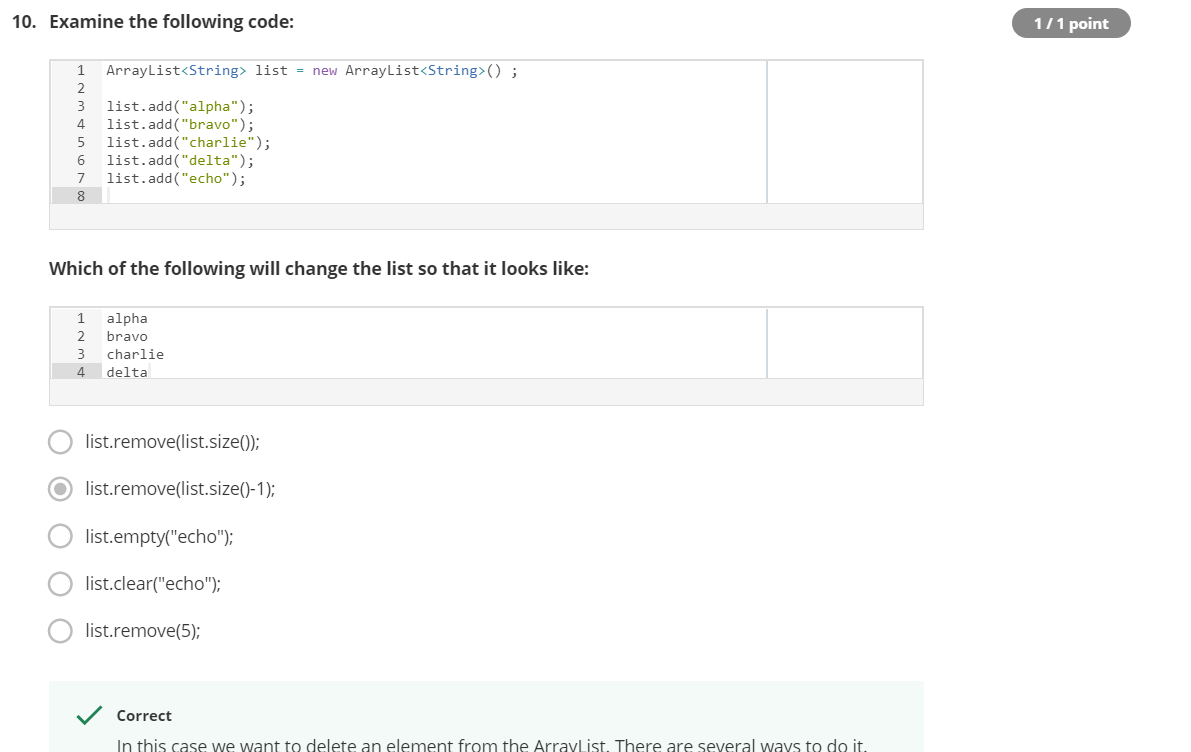 10. Examine the following code:
1 / 1 point
1 ArrayList<String> list = new ArrayList<String>() ;
2
3 list.add("alpha");
4 list.add("bravo");
5 list.add("charlie");
6 list.add("delta");
7 list.add("echo");
8
Which of the following will change the list so that it looks like:
1 alpha
2 bravo
3 charlie
4 delta
list.remove(list.size());
list.remove(list.size()-1);
list.empty("echo");
list.clear("echo");
list.remove(5);
Correct
In this case we want to delete an element from the ArrayList. There are several ways to do it.